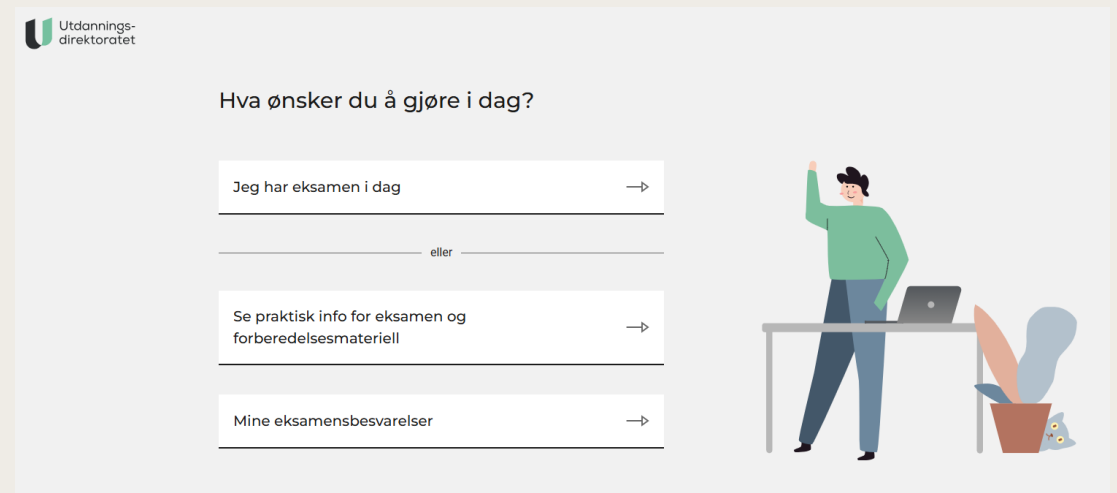 Utdannings-
direktoratet
Hva ønsker du å gjøre i dag?
Jeg har eksamen i dag
eller
Se praktisk info for eksamen og
forberedelsesmateriell
Mine eksamensbesvarelser